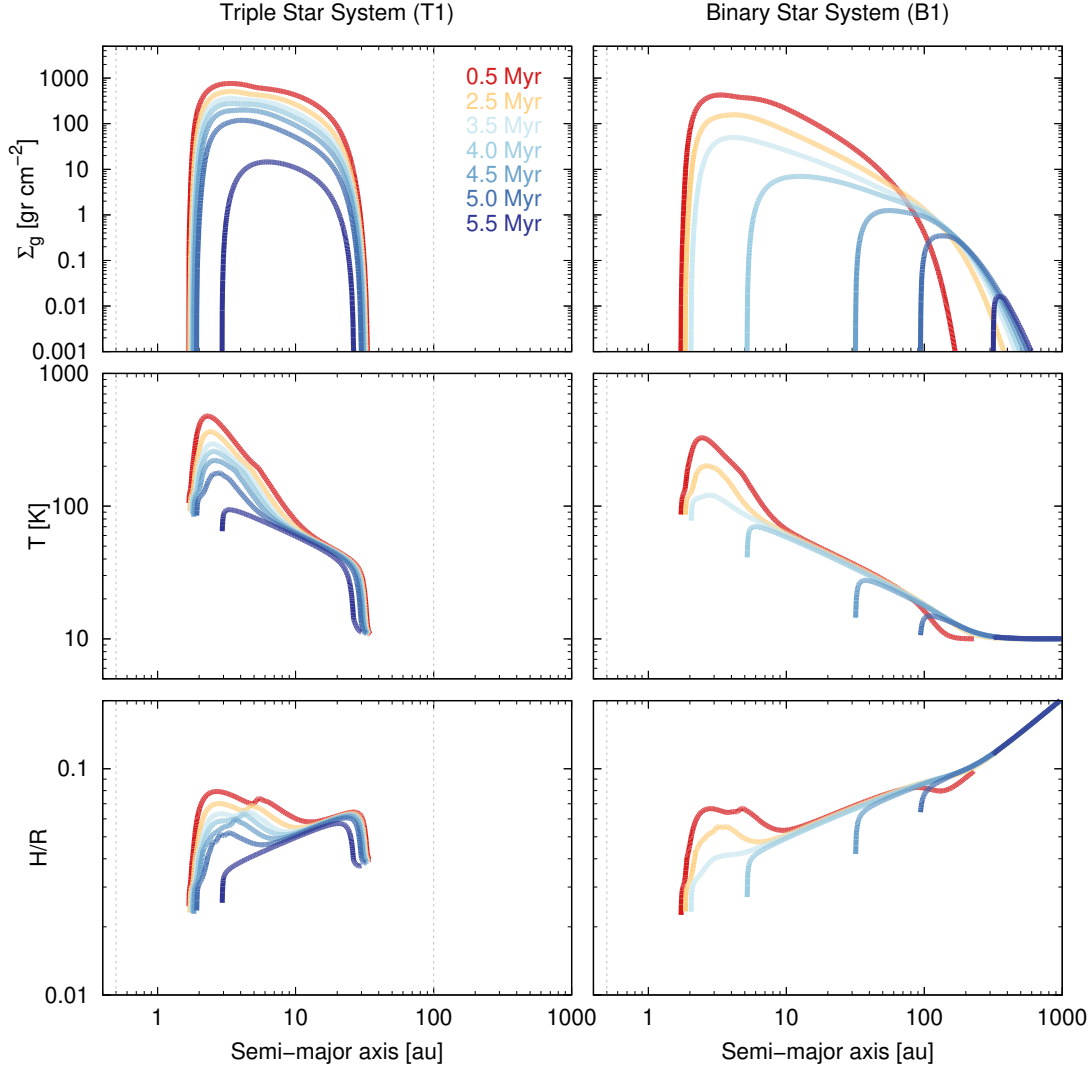 Triple Star System (T1)
Binary Star System (B1)
1000
100
10
1
0.1
0.01
0.001
Σg [gr cm−2]
0.5 Myr
2.5 Myr
3.5 Myr
4.0 Myr
4.5 Myr
5.0 Myr
5.5 Myr
1000
100
10
T [K]
0.1
0.01
H/R
1 10 100 1000
1 10 100 1000
Semi−major axis [au]
Semi−major axis [au]